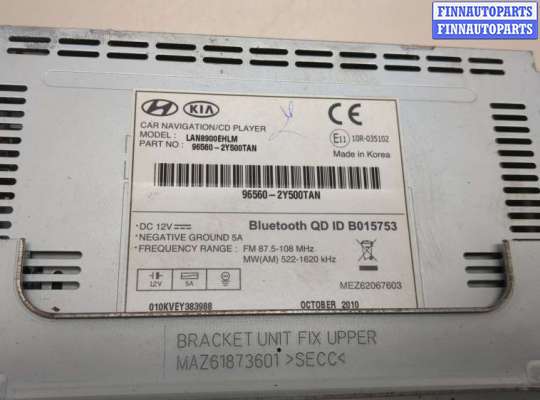 FINNAUTOPARTS
FINNAUTOPARTS
HYUNDAI KIA
CAR NAVIGATION/CD PLAYER
MODEL : LAN8900EHLM
PART NO : 96560-2Y500TAN
CE
E11 10R-035102
Made in Korea
96560-2Y500TAN
•DC 12V
•NEGATIVE GROUND 5A
•FREQUENCY RANGE : FM 87.5-108 MHz
MW(AM) 522-1620 kHz
Bluetooth QD ID B015753
12V 5A
MEZ62067603
010KVEY383988
OCTOBER 2010
BRACKET UNIT FIX UPPER
MAZ61873601 >SECC<